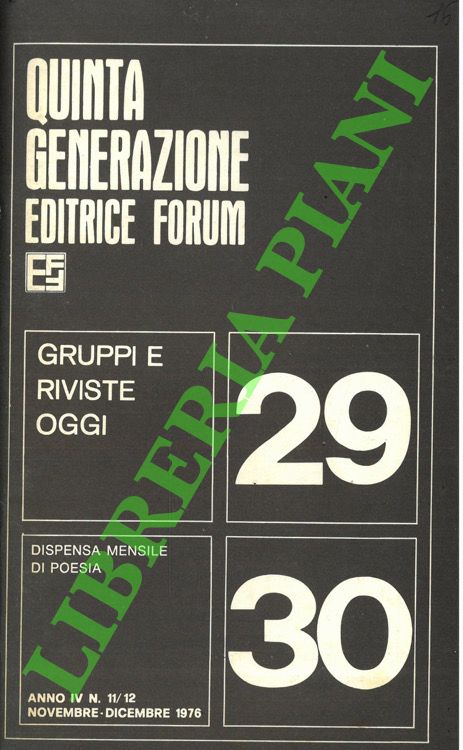 15
QUINTA
GENERAZIONE
EDITRICE FORUM
GRUPPI E
RIVISTE
OGGI
29
DISPENSA MENSILE
DI POESIA
30
ANNO IV N. 11/12
NOVEMBRE-DICEMBRE 1976
LIBRERIA PIANI